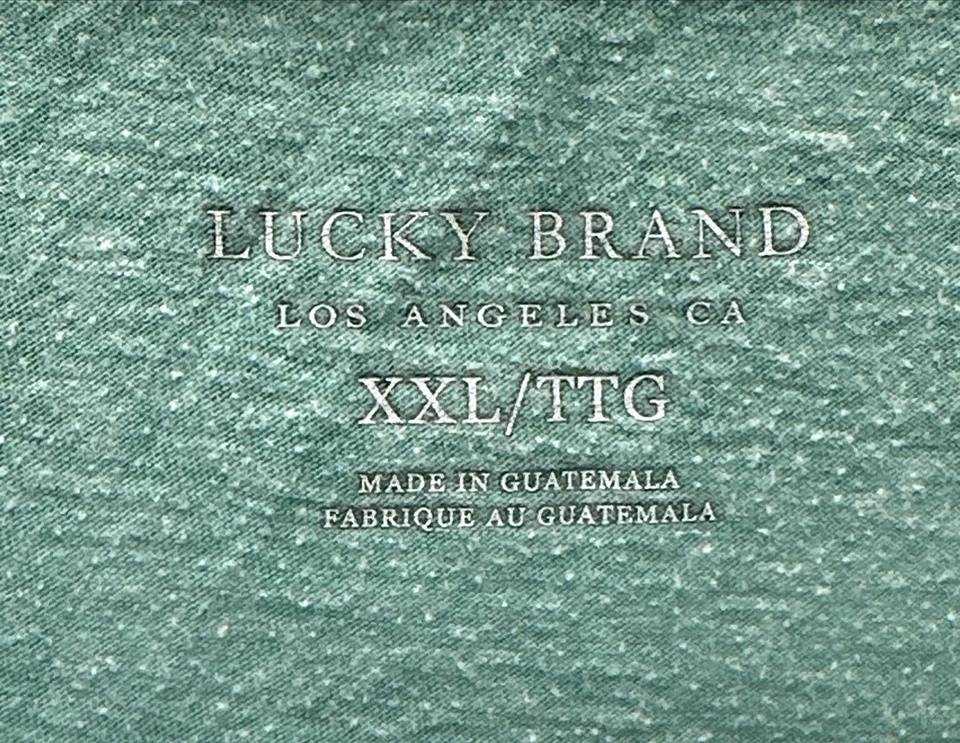 LUCKY BRAND
LOS ANGELES CA
XXL/TTG
MADE IN GUATEMALA
FABRIQUE AU GUATEMALA